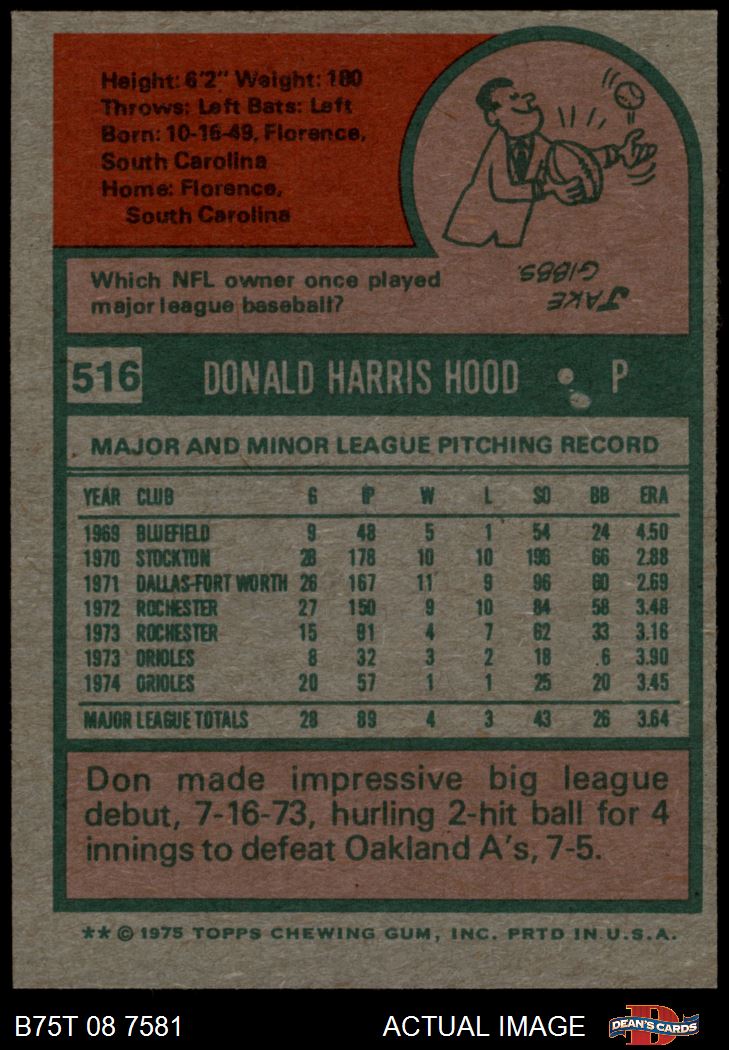 Height: 6'2" Weight: 180
Throws: Left Bats: Left
Born: 10-16-49, Florence,
South Carolina
Home: Florence,
South Carolina
Which NFL owner once played
major league baseball?
JAKE
GIBBS.
516 DONALD HARRIS HOOD P
MAJOR AND MINOR LEAGUE PITCHING RECORD
YEAR CLUB G IP W L SO BB ERA
1969 BLUEFIELD 9 48 5 1 54 24 4.50
1970 STOCKTON 28 178 10 10 196 66 2.88
1971 DALLAS-FORT WORTH 26 167 11 9 96 60 2.69
1972 ROCHESTER 27 150 9 10 84 58 3.48
1973 ROCHESTER 15 91 4 7 62 33 3.16
1973 ORIOLES 8 32 3 2 18 6 3.90
1974 ORIOLES 20 57 1 1 25 20 3.45
MAJOR LEAGUE TOTALS 28 89 4 3 43 26 3.64
Don made impressive big league
debut, 7-16-73, hurling 2-hit ball for 4
innings to defeat Oakland A's, 7-5.
** © 1975 TOPPS CHEWING GUM, INC. PRTD IN U.S.A.
B75T 08 7581 ACTUAL IMAGE DEAN'S CARDS